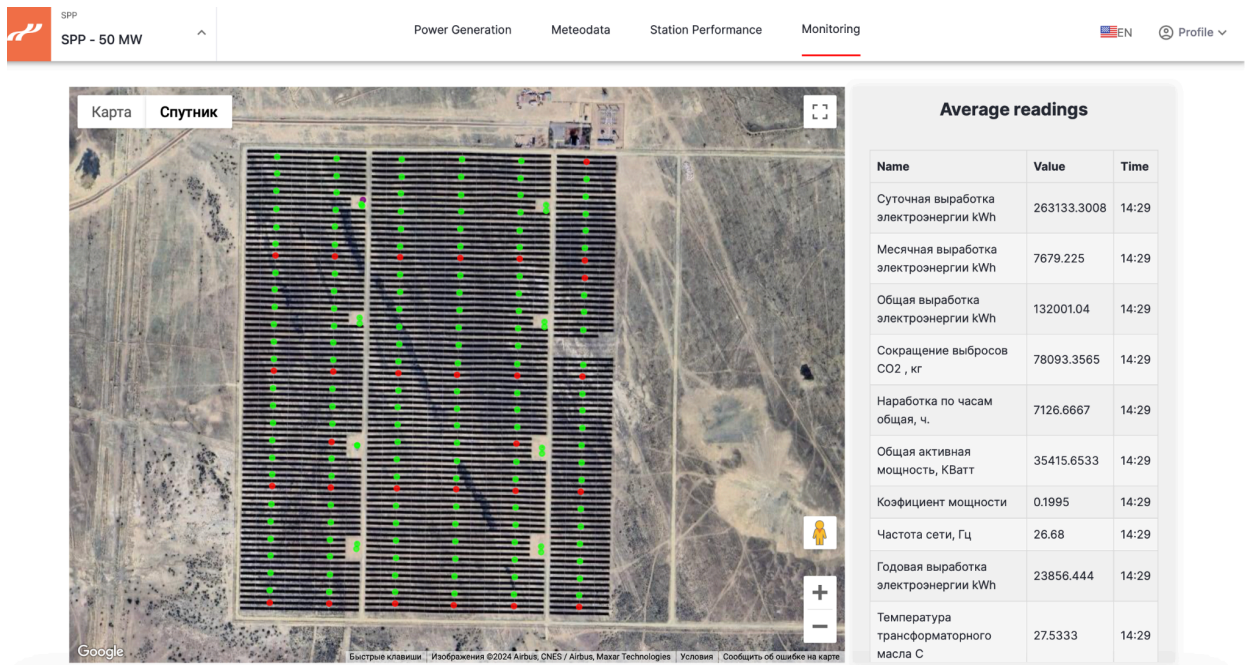 SPP
SPP - 50 MW
Power Generation
Meteodata
Station Performance
Monitoring
EN
Profile
Карта
Спутник
Average readings
Name Value Time
Суточная выработка
электроэнергии kWh
263133.3008 14:29
Месячная выработка
электроэнергии kWh
7679.225 14:29
Общая выработка
электроэнергии kWh
132001.04 14:29
Сокращение выбросов
CO2 , кг
78093.3565 14:29
Наработка по часам
общая, ч.
7126.6667 14:29
Общая активная
мощность, КВатт
35415.6533 14:29
Коэфициент мощности 0.1995 14:29
Частота сети, Гц 26.68 14:29
Годовая выработка
электроэнергии kWh
23856.444 14:29
Температура
трансформаторного
масла С
27.5333 14:29
Google
Быстрые клавиши
Изображения ©2024 Airbus, CNES / Airbus, Maxar Technologies
Условия
Сообщить об ошибке на карте